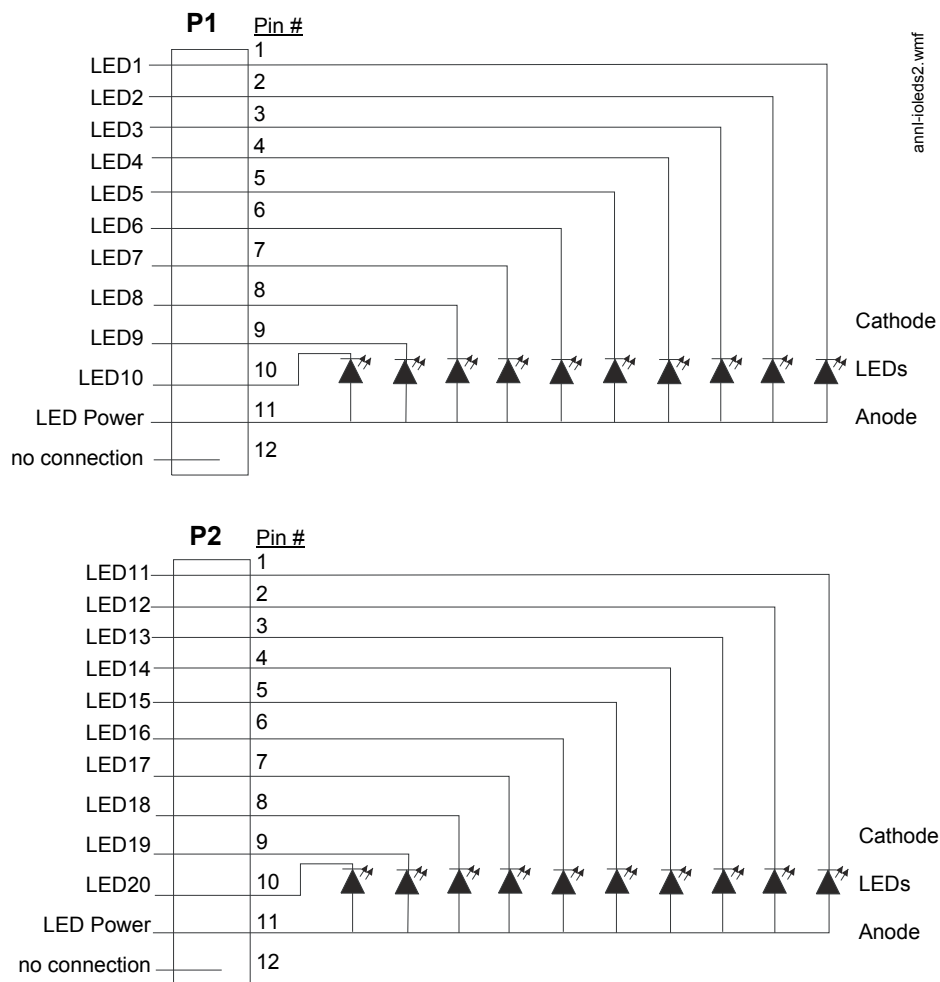 P1 Pin #
LED1 1
LED2 2
LED3 3
LED4 4
LED5 5
LED6 6
LED7 7
LED8 8
LED9 9
LED10 10
LED Power 11
no connection 12
Cathode
LEDs
Anode
annl-ioleds2.wmf
P2 Pin #
LED11 1
LED12 2
LED13 3
LED14 4
LED15 5
LED16 6
LED17 7
LED18 8
LED19 9
LED20 10
LED Power 11
no connection 12
Cathode
LEDs
Anode